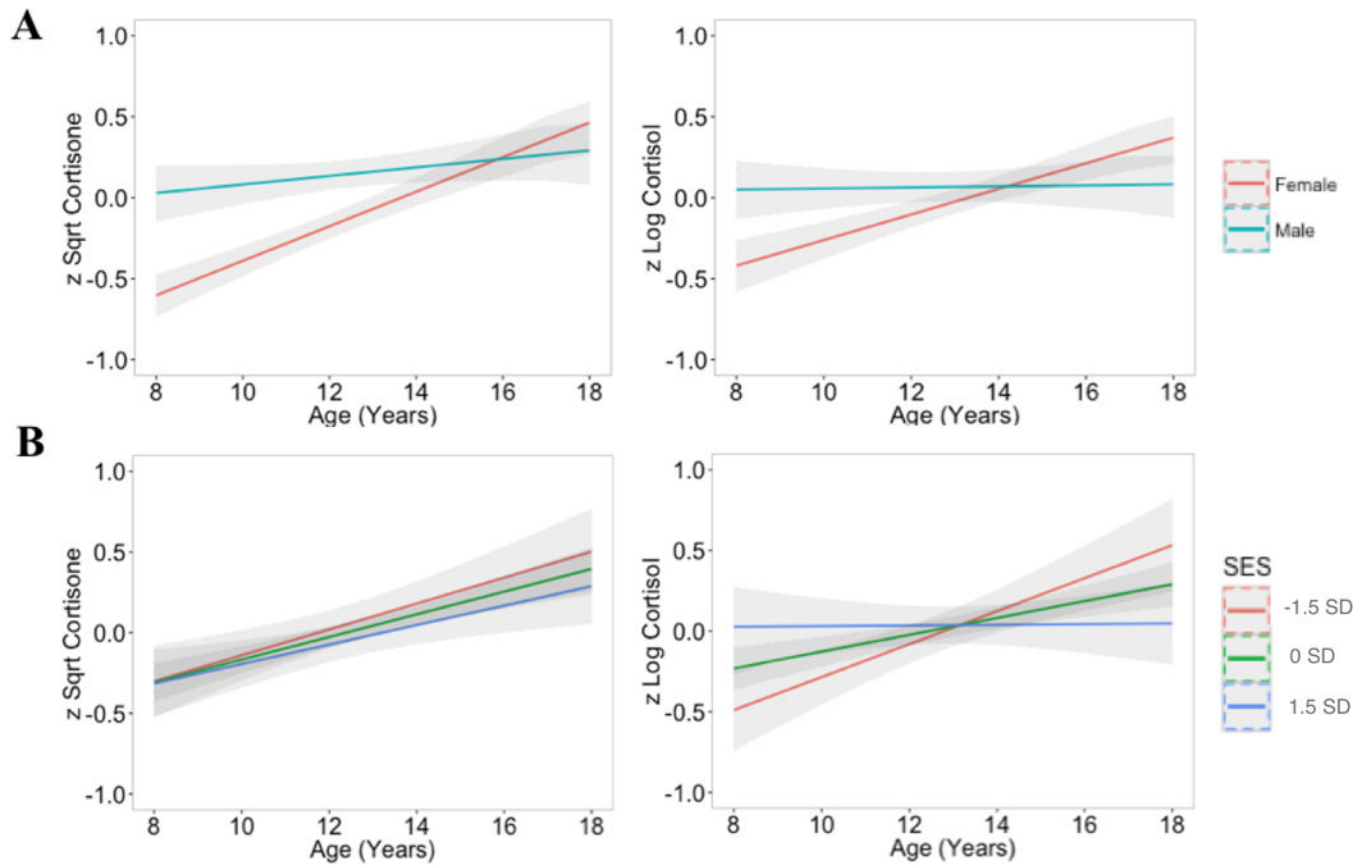 A
z Sqrt Cortisone
1.0
0.5
0.0
-0.5
-1.0
8 10 12 14 16 18
Age (Years)
z Log Cortisol
1.0
0.5
0.0
-0.5
-1.0
8 10 12 14 16 18
Age (Years)
Female
Male
B
z Sqrt Cortisone
1.0
0.5
0.0
-0.5
-1.0
8 10 12 14 16 18
Age (Years)
z Log Cortisol
1.0
0.5
0.0
-0.5
-1.0
8 10 12 14 16 18
Age (Years)
SES
-1.5 SD
0 SD
1.5 SD